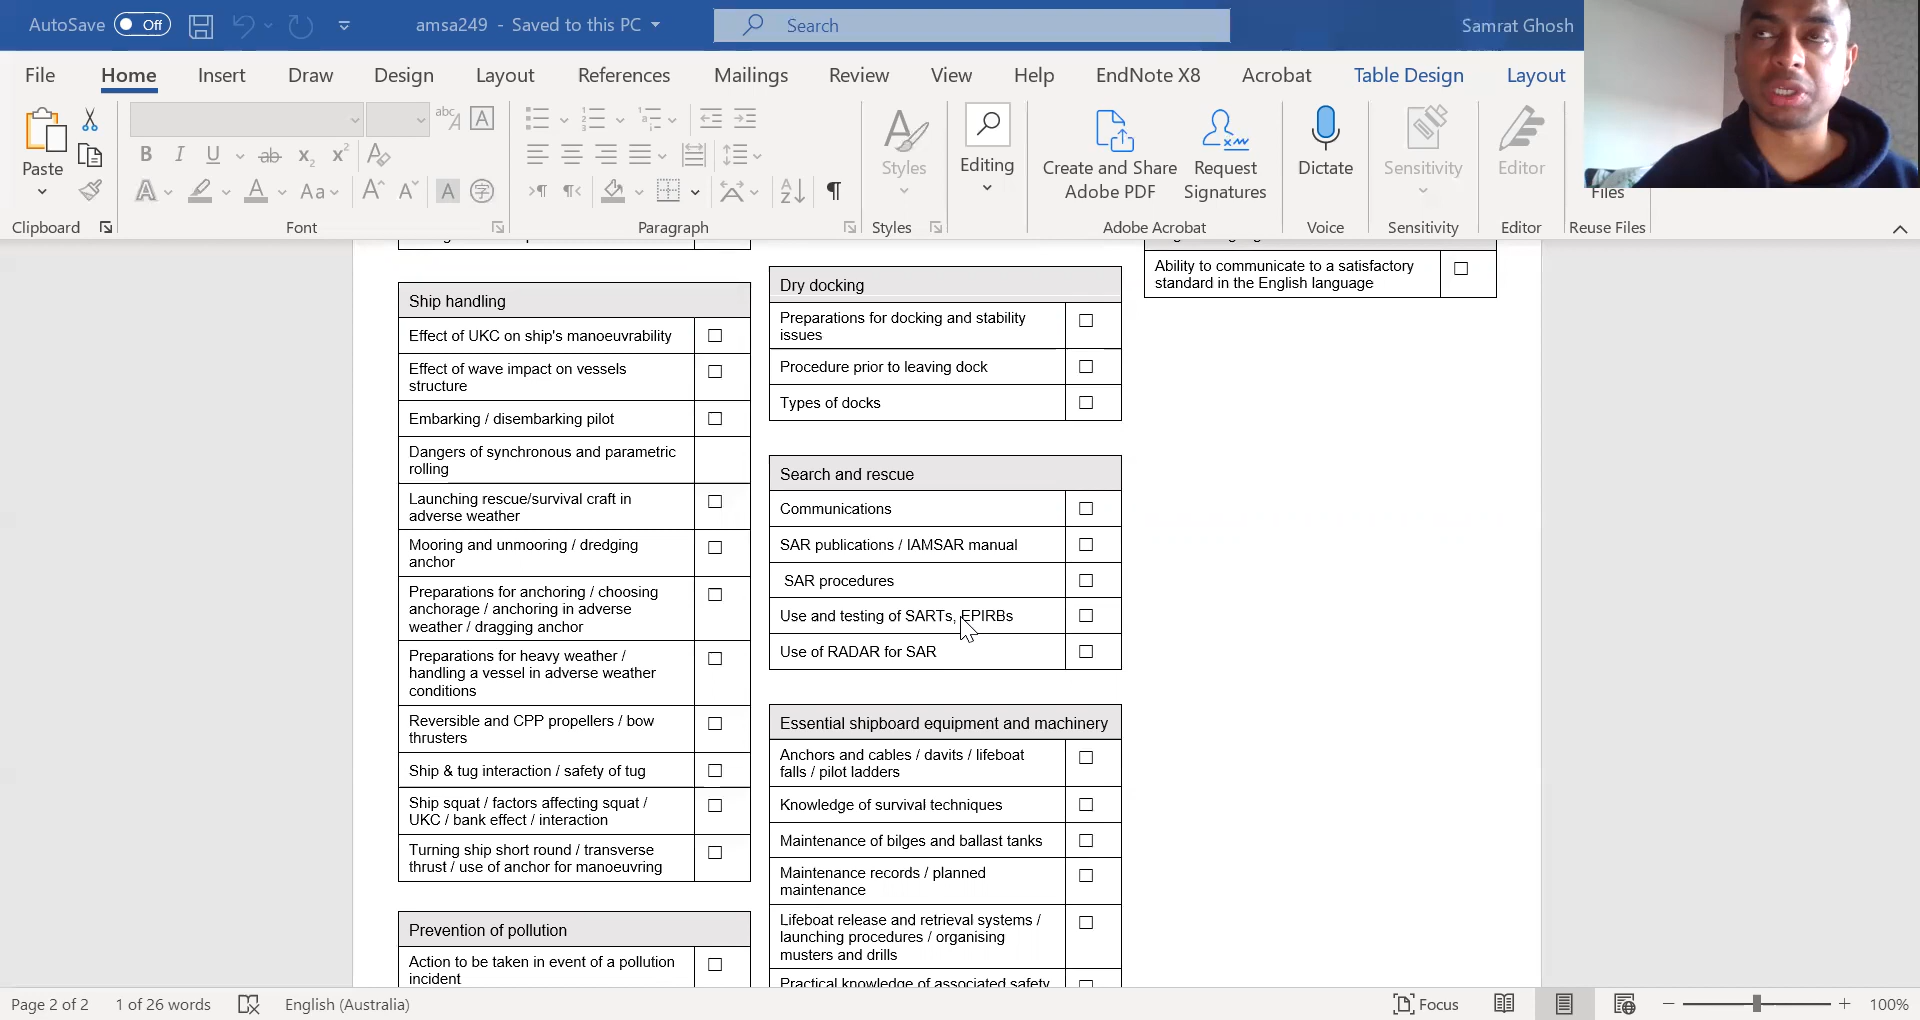 AutoSave Off amsa249 - Saved to this PC Search Samrat Ghosh
File Home Insert Draw Design Layout References Mailings Review View Help EndNote X8 Acrobat Table Design Layout
Paste
Styles
Editing
Create and Share
Adobe PDF
Request
Signatures
Dictate
Sensitivity
Editor
Files
Clipboard Font Paragraph Styles Adobe Acrobat Voice Sensitivity Editor Reuse Files
Ship handling
Effect of UKC on ship's manoeuvrability
Effect of wave impact on vessels
structure
Embarking / disembarking pilot
Dangers of synchronous and parametric
rolling
Launching rescue/survival craft in
adverse weather
Mooring and unmooring / dredging
anchor
Preparations for anchoring / choosing
anchorage / anchoring in adverse
weather / dragging anchor
Preparations for heavy weather /
handling a vessel in adverse weather
conditions
Reversible and CPP propellers / bow
thrusters
Ship & tug interaction / safety of tug
Ship squat / factors affecting squat /
UKC / bank effect / interaction
Turning ship short round / transverse
thrust / use of anchor for manoeuvring
Prevention of pollution
Action to be taken in event of a pollution
incident
Dry docking
Preparations for docking and stability
issues
Procedure prior to leaving dock
Types of docks
Search and rescue
Communications
SAR publications / IAMSAR manual
SAR procedures
Use and testing of SARTs, EPIRBs
Use of RADAR for SAR
Essential shipboard equipment and machinery
Anchors and cables / davits / lifeboat
falls / pilot ladders
Knowledge of survival techniques
Maintenance of bilges and ballast tanks
Maintenance records / planned
maintenance
Lifeboat release and retrieval systems /
launching procedures / organising
musters and drills
Practical knowledge of associated safety
Ability to communicate to a satisfactory
standard in the English language
Page 2 of 2 1 of 26 words English (Australia) Focus 100%